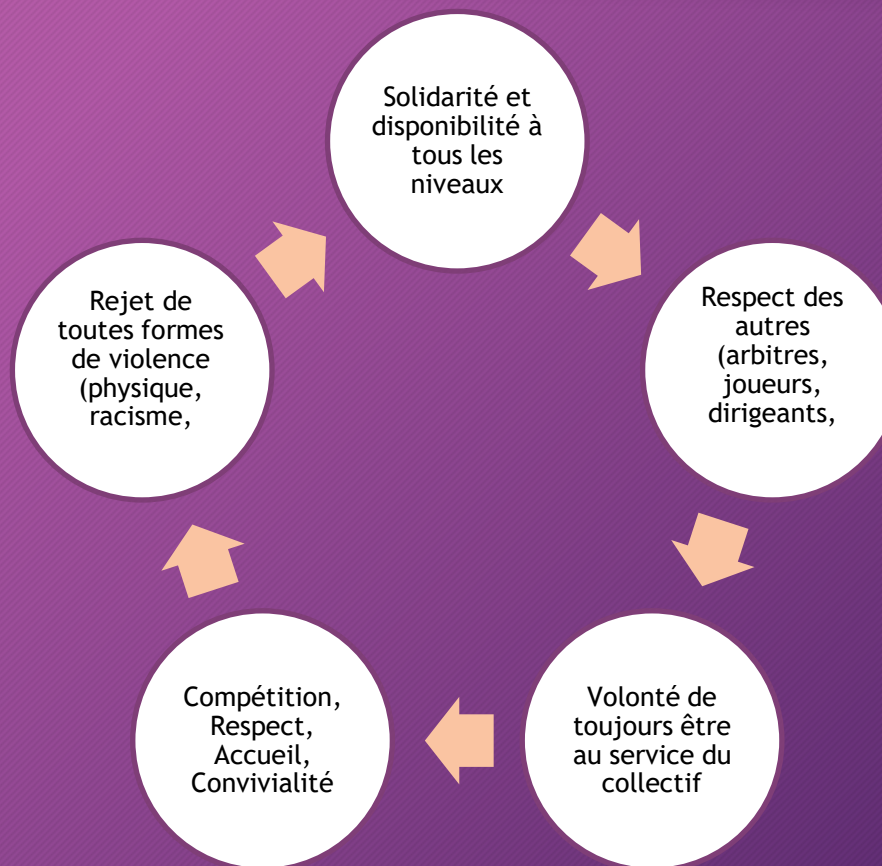 Solidarité et
disponibilité à
tous les
niveaux
Respect des
autres
(arbitres,
joueurs,
dirigeants,
Volonté de
toujours être
au service du
collectif
Compétition,
Respect,
Accueil,
Convivialité
Rejet de
toutes formes
de violence
(physique,
racisme,